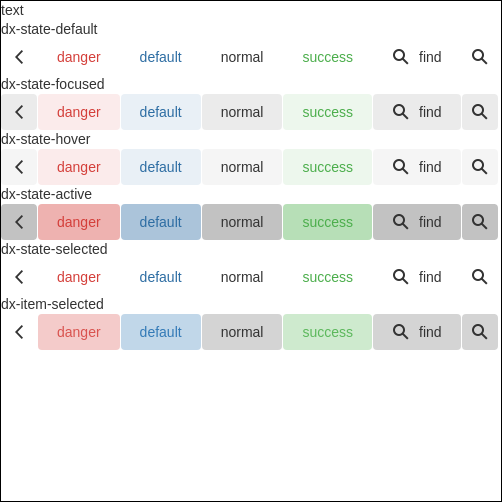 text
dx-state-default
danger default normal success find
dx-state-focused
danger default normal success find
dx-state-hover
danger default normal success find
dx-state-active
danger default normal success find
dx-state-selected
danger default normal success find
dx-item-selected
danger default normal success find